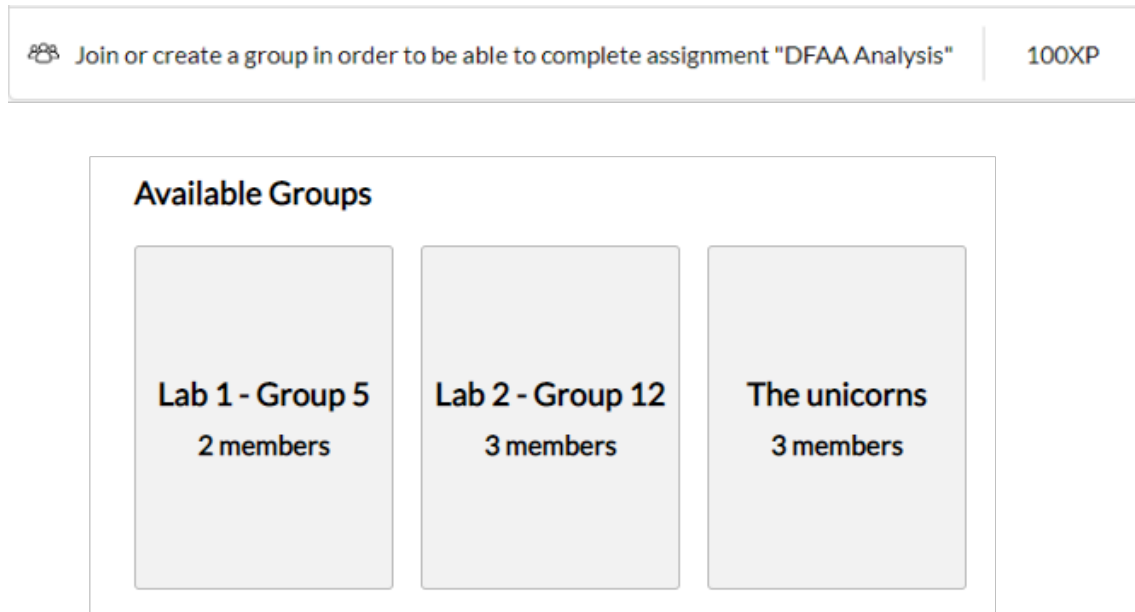 Join or create a group in order to be able to complete assignment "DFAA Analysis" 100XP
Available Groups
Lab 1 - Group 5
2 members
Lab 2 - Group 12
3 members
The unicorns
3 members